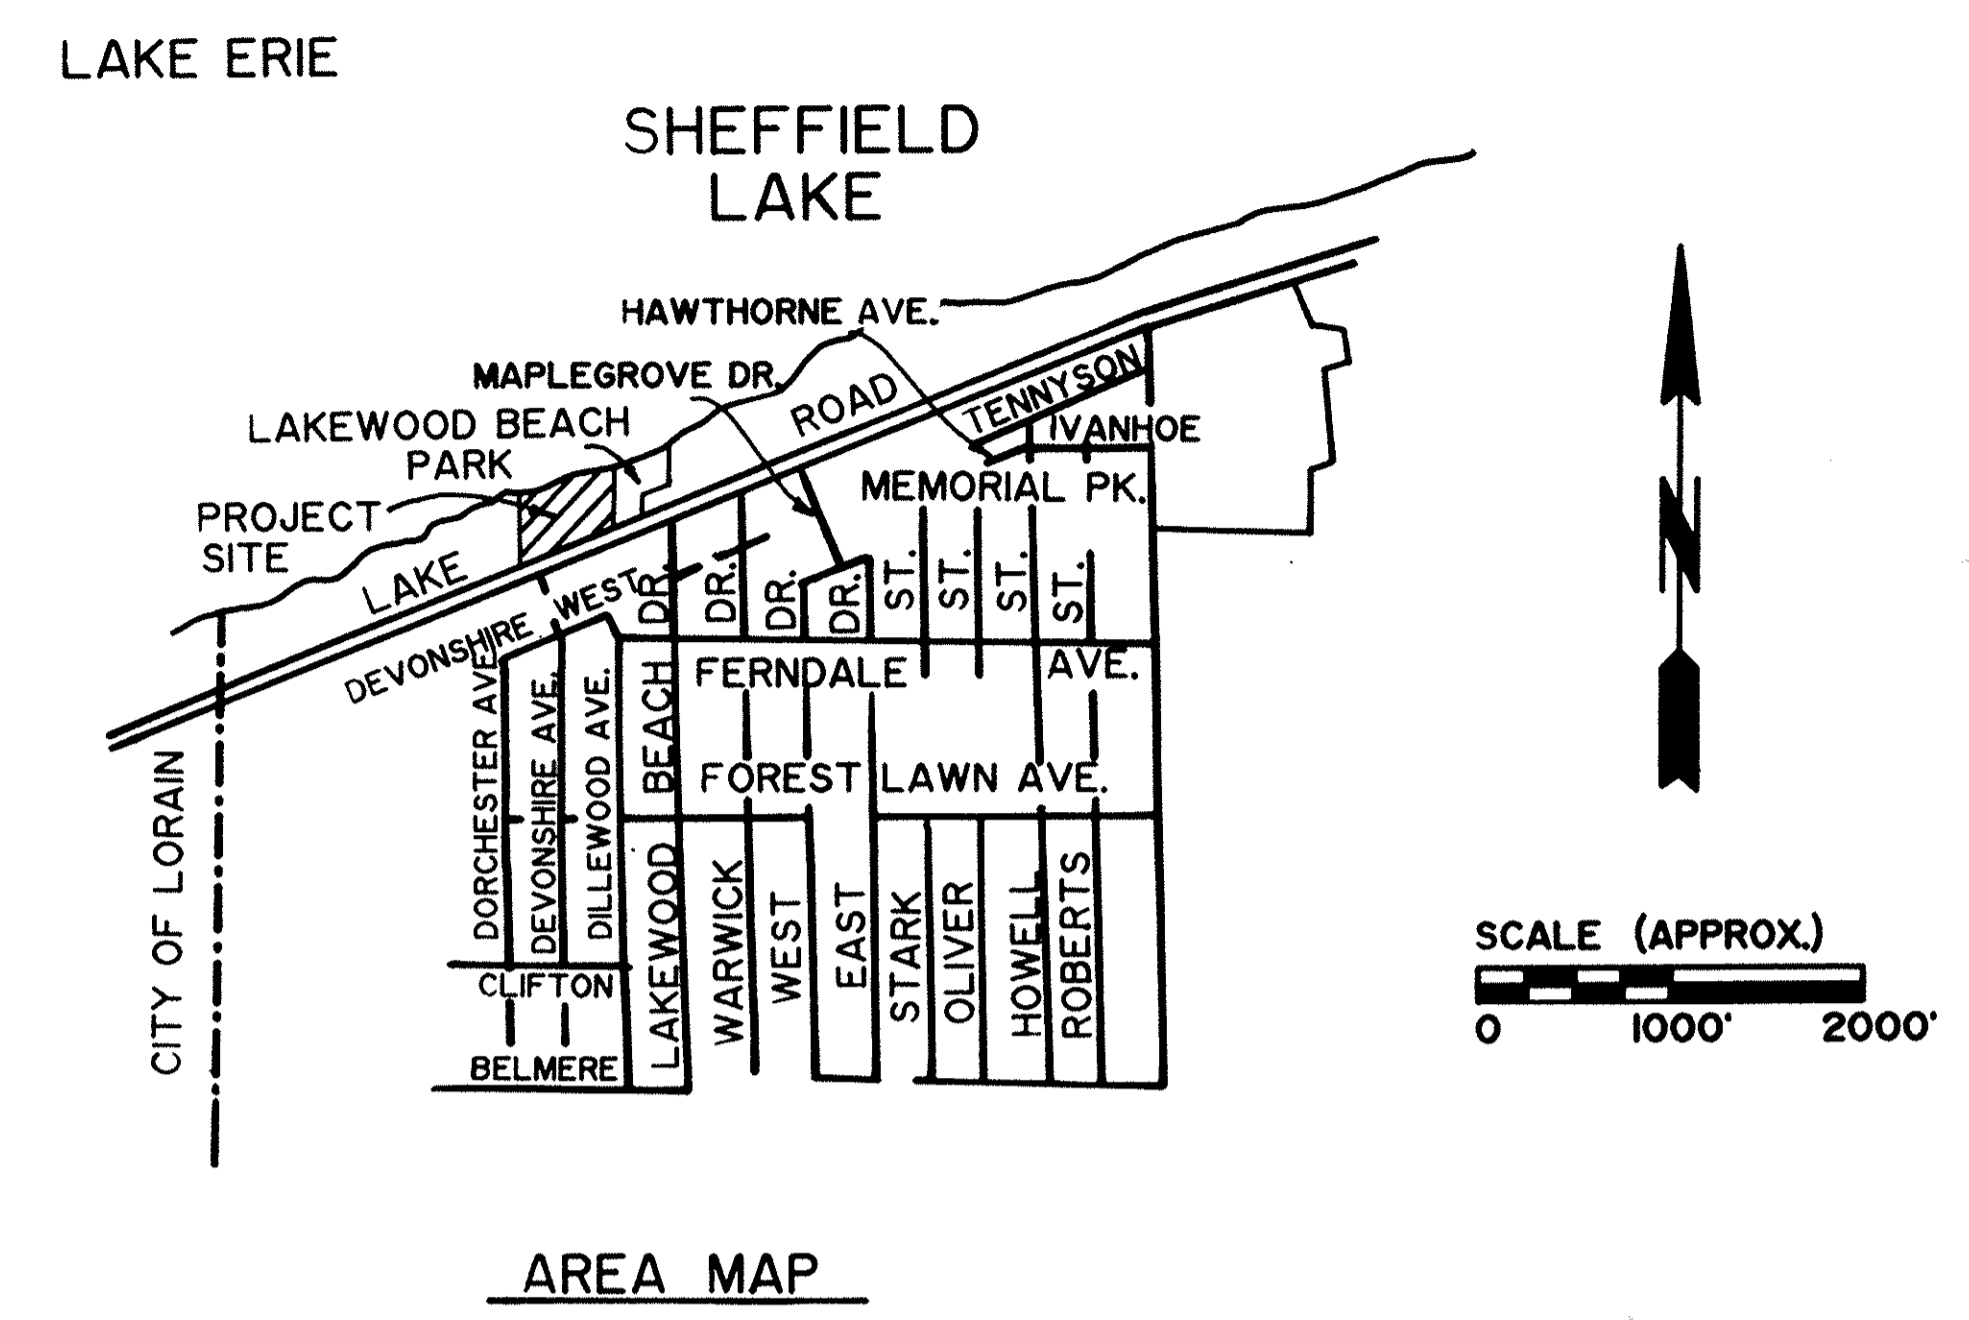 LAKE ERIE
SHEFFIELD
LAKE
HAWTHORNE AVE.
MAPLEGROVE DR.
LAKEWOOD BEACH
PARK
PROJECT
SITE
LAKE ROAD
TENNYSON
IVANHOE
MEMORIAL PK.
DEVONSHIRE WEST
FERNDALE AVE.
FOREST LAWN AVE.
CITY OF LORAIN
DORCHESTER AVE.
DEVONSHIRE AVE.
DILLEWOOD AVE.
LAKEWOOD BEACH DR.
WARWICK DR.
WEST DR.
EAST DR.
STARK ST.
OLIVER ST.
HOWELL ST.
ROBERTS ST.
CLIFTON
BELMERE
N
SCALE (APPROX.)
0 1000' 2000'
AREA MAP